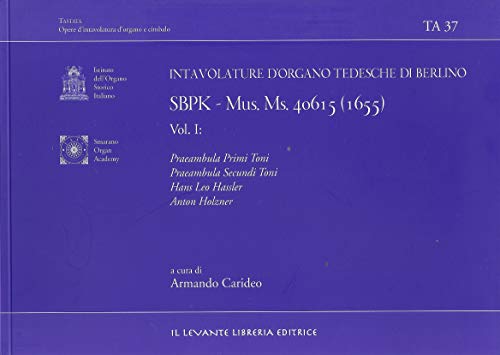 Tastata
Opere d'intavolatura d'organo e cimbalo
TA 37
Istituto
dell'Organo
Storico
Italiano
INTAVOLATURE D'ORGANO TEDESCHE DI BERLINO
SBPK - Mus. Ms. 40615 (1655)
Vol. I:
Smarano
Organ
Academy
Praeambula Primi Toni
Praeambula Secundi Toni
Hans Leo Hassler
Anton Holzner
a cura di
Armando Carideo
IL LEVANTE LIBRERIA EDITRICE